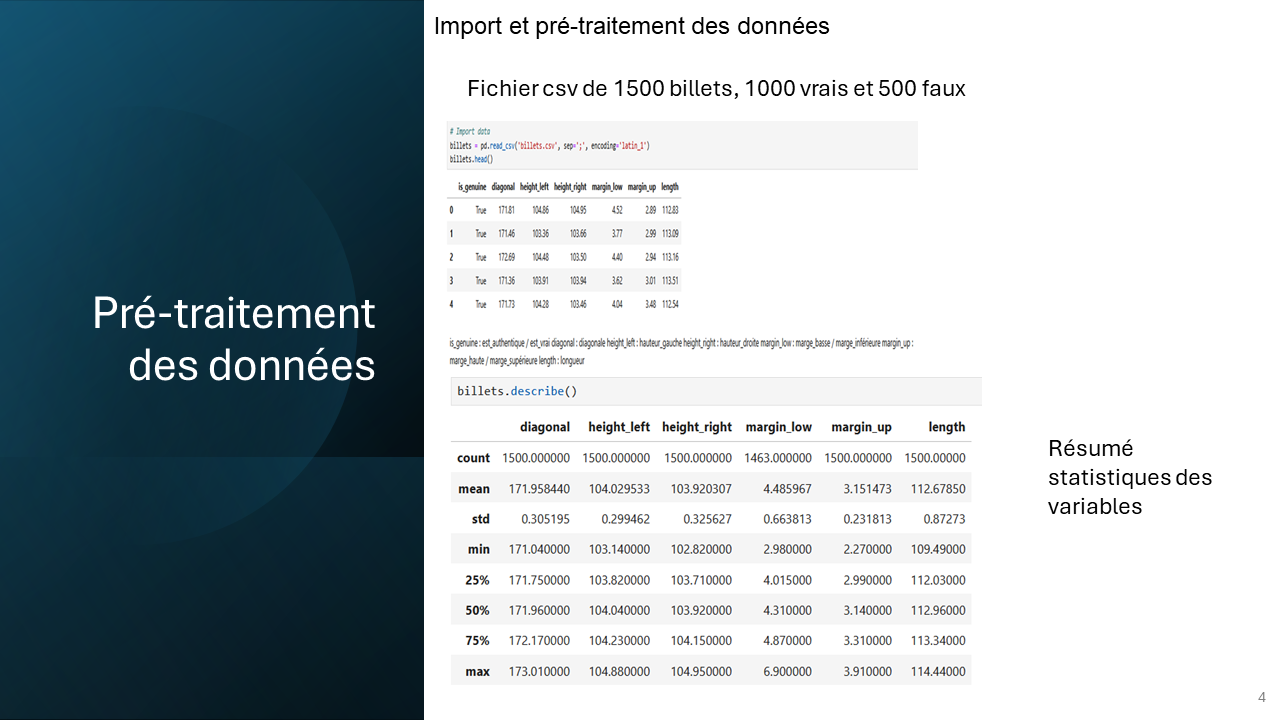 Import et pré-traitement des données
Fichier csv de 1500 billets, 1000 vrais et 500 faux
# Import data
billets = pd.read_csv('billets.csv', sep=';', encoding='latin_1')
billets.head()
is_genuine diagonal height_left height_right margin_low margin_up length
0 True 171.81 104.86 104.95 4.52 2.89 112.83
1 True 171.46 103.36 103.66 3.77 2.99 113.09
2 True 172.69 104.48 103.50 4.40 2.94 113.16
3 True 171.36 103.91 103.94 3.62 3.01 113.51
4 True 171.73 104.28 103.46 4.04 3.48 112.54
Pré-traitement
des données
is_genuine : est_authentique / est_vrai diagonal : diagonale height_left : hauteur_gauche height_right : hauteur_droite margin_low : marge_basse / marge_inférieure margin_up :
marge_haute / marge_supérieure length : longueur
billets.describe()
diagonal height_left height_right margin_low margin_up length
count 1500.000000 1500.000000 1500.000000 1463.000000 1500.000000 1500.00000
mean 171.958440 104.029533 103.920307 4.485967 3.151473 112.67850
std 0.305195 0.299462 0.325627 0.663813 0.231813 0.87273
min 171.040000 103.140000 102.820000 2.980000 2.270000 109.49000
25% 171.750000 103.820000 103.710000 4.015000 2.990000 112.03000
50% 171.960000 104.040000 103.920000 4.310000 3.140000 112.96000
75% 172.170000 104.230000 104.150000 4.870000 3.310000 113.34000
max 173.010000 104.880000 104.950000 6.900000 3.910000 114.44000
Résumé
statistiques des
variables
4